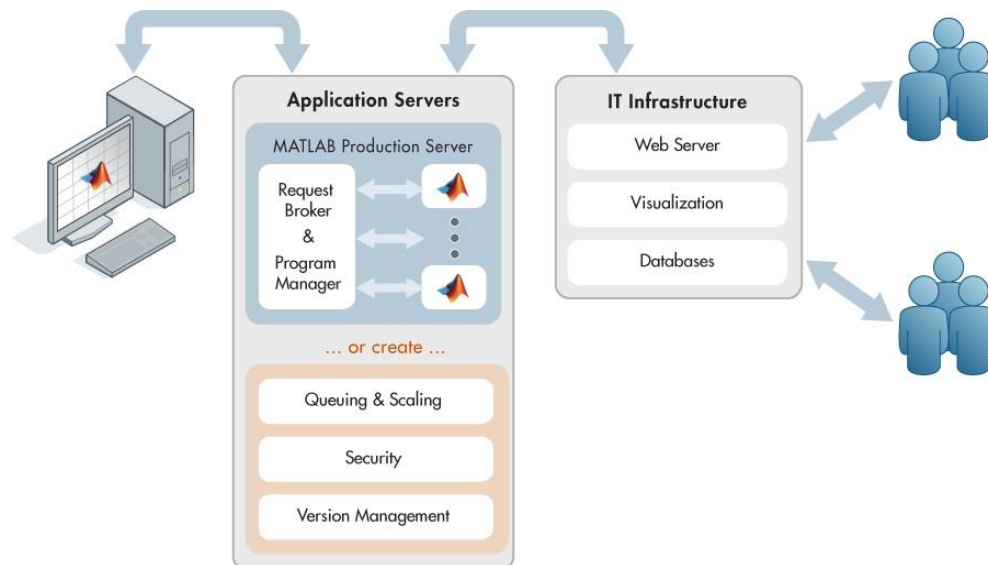 Application Servers
MATLAB Production Server
Request
Broker
&
Program
Manager
... or create ...
Queuing & Scaling
Security
Version Management
IT Infrastructure
Web Server
Visualization
Databases